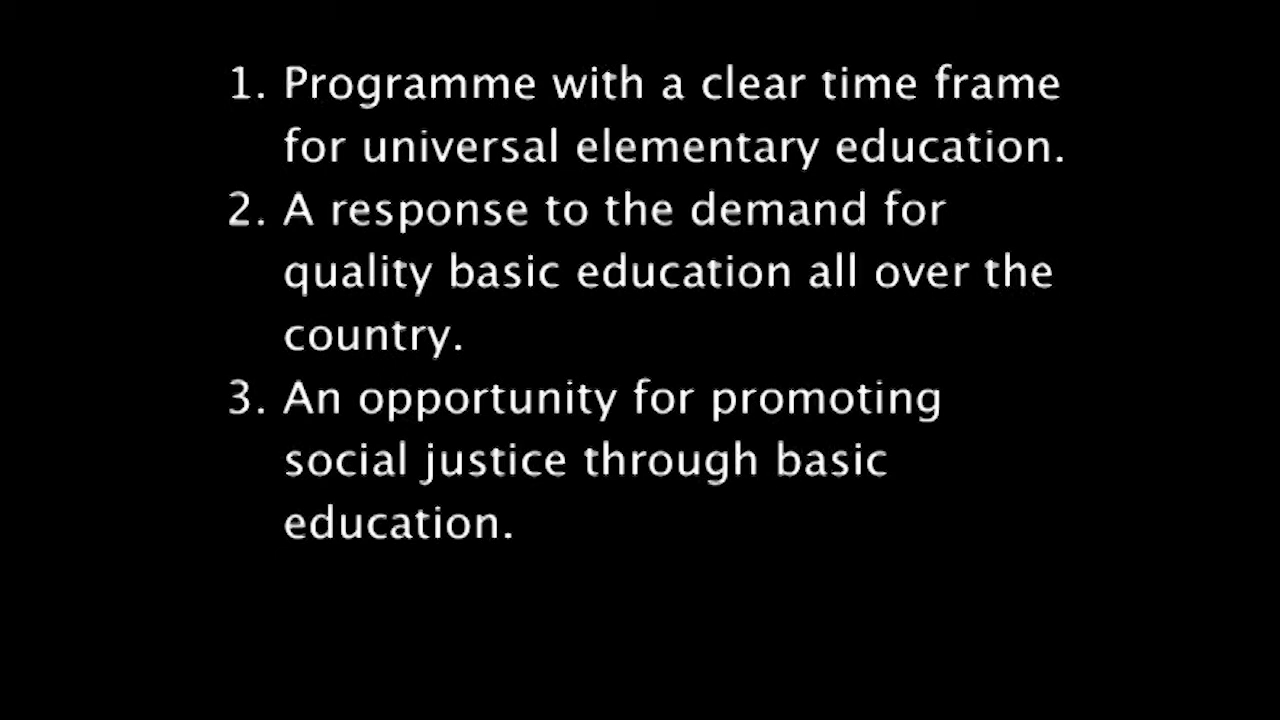 1. Programme with a clear time frame
for universal elementary education.
2. A response to the demand for
quality basic education all over the
country.
3. An opportunity for promoting
social justice through basic
education.